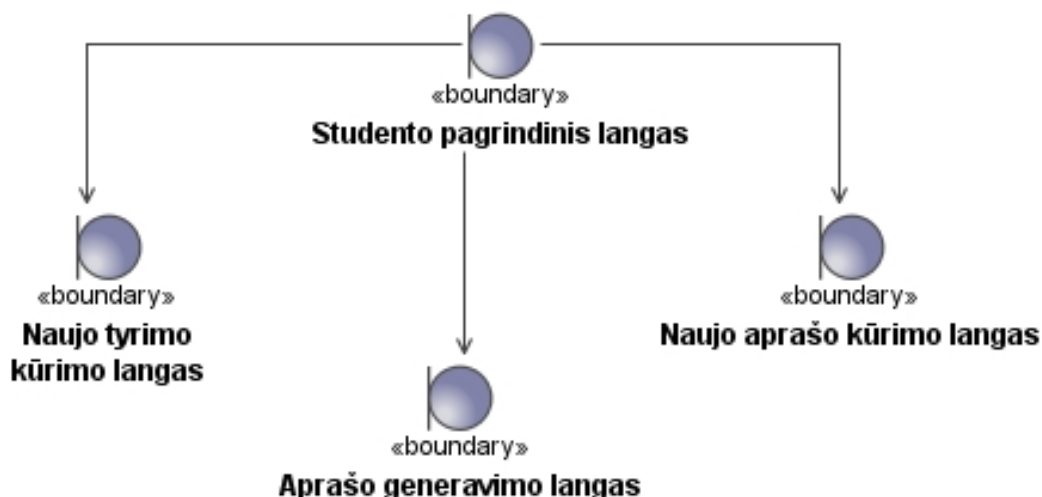 «boundary»
Studento pagrindinis langas
«boundary»
Naujo tyrimo
kūrimo langas
«boundary»
Naujo aprašo kūrimo langas
«boundary»
Aprašo generavimo langas